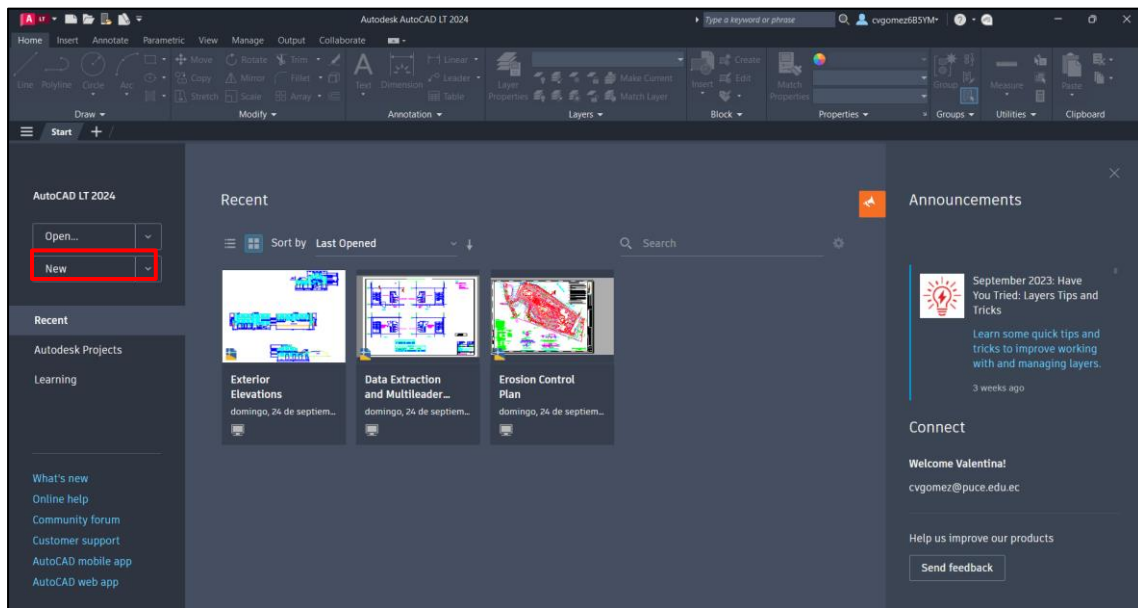 A LT
Autodesk AutoCAD LT 2024
Type a keyword or phrase
cvgomez6B5YM
Home Insert Annotate Parametric View Manage Output Collaborate
Line Polyline Circle Arc
Move Rotate Trim
Copy Mirror Fillet
Stretch Scale Array
Text Dimension
Linear
Leader
Table
Layer Properties
Make Current
Match Layer
Insert
Create
Edit
Match Properties
Group
Measure
Paste
Draw Modify Annotation Layers Block Properties Groups Utilities Clipboard
Start
AutoCAD LT 2024
Open...
New
Recent
Autodesk Projects
Learning
What's new
Online help
Community forum
Customer support
AutoCAD mobile app
AutoCAD web app
Recent
Sort by Last Opened
Search
Exterior
Elevations
domingo, 24 de septiem...
Data Extraction
and Multileader...
domingo, 24 de septiem...
Erosion Control
Plan
domingo, 24 de septiem...
Announcements
September 2023: Have
You Tried: Layers Tips and
Tricks
Learn some quick tips and
tricks to improve working
with and managing layers.
3 weeks ago
Connect
Welcome Valentina!
cvgomez@puce.edu.ec
Help us improve our products
Send feedback